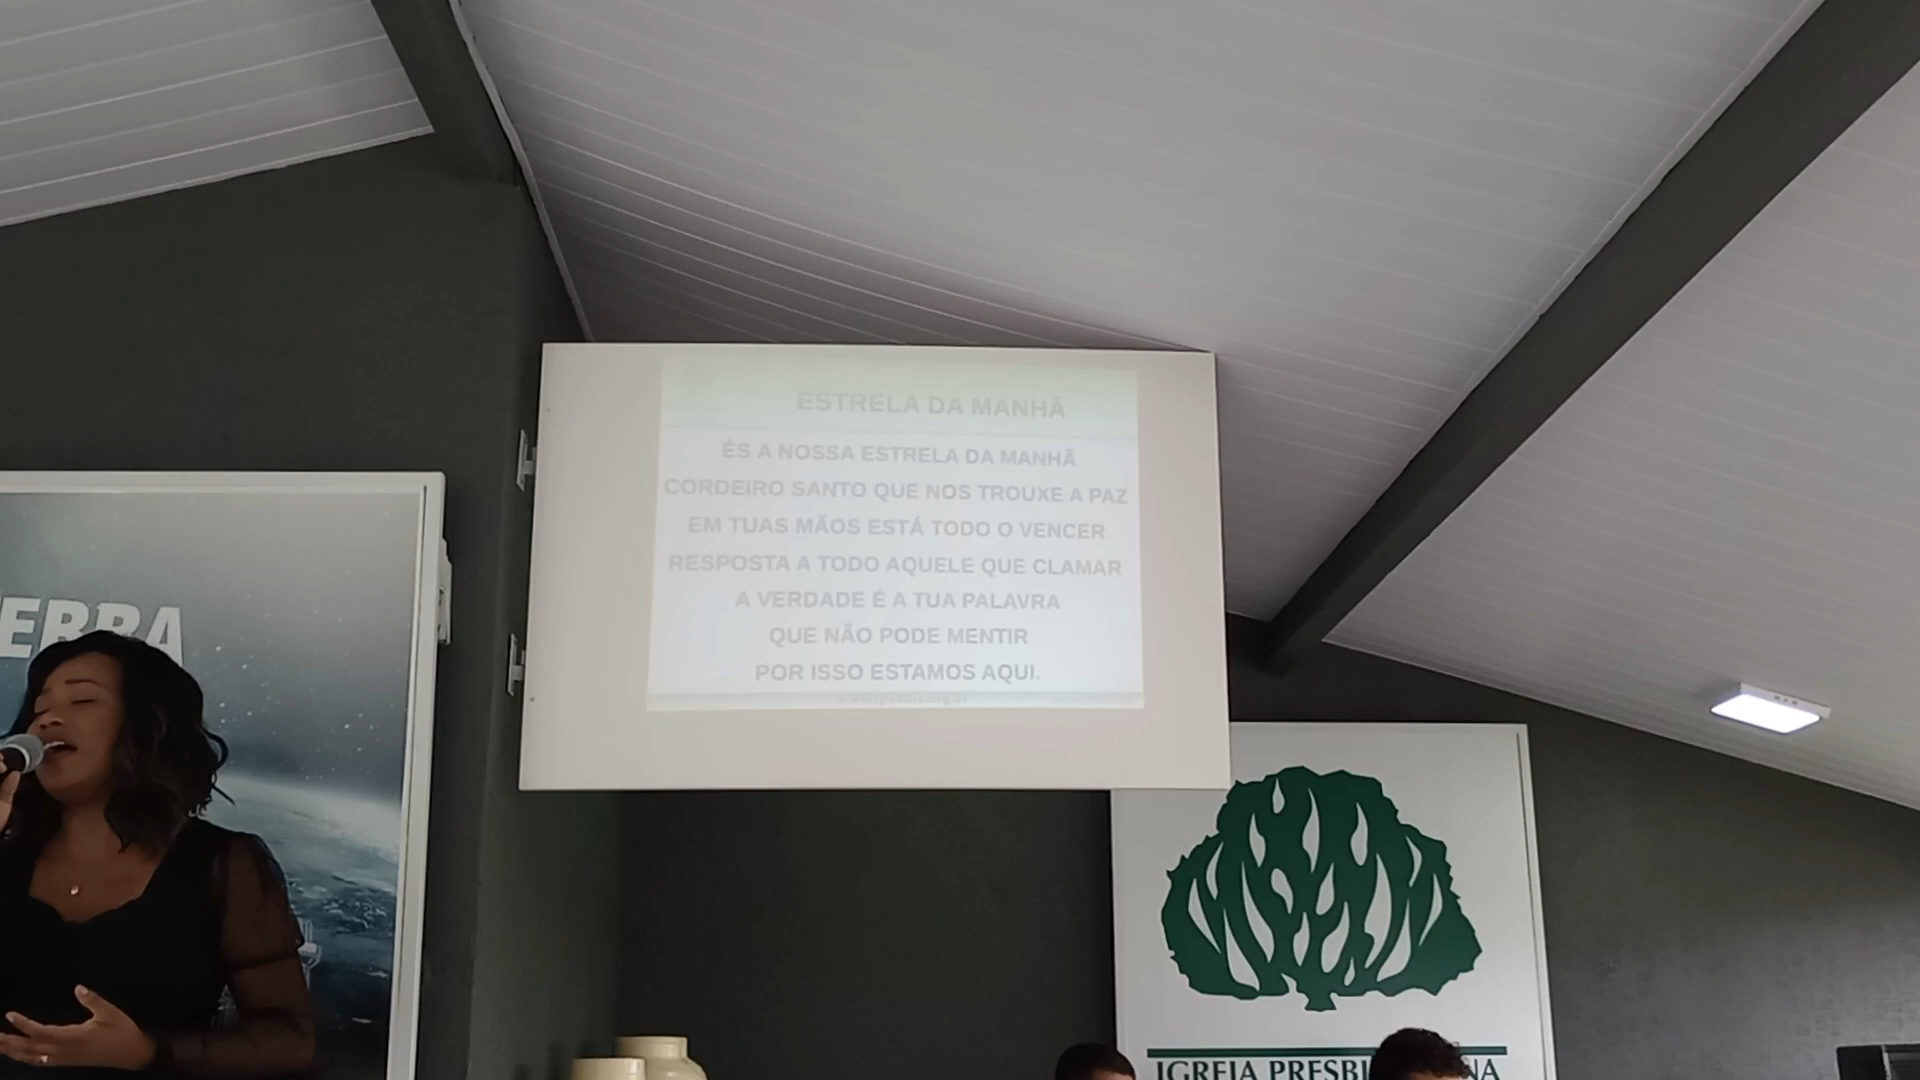 ESTRELA DA MANHÃ
ÉS A NOSSA ESTRELA DA MANHÃ
CORDEIRO SANTO QUE NOS TROUXE A PAZ
EM TUAS MÃOS ESTÁ TODO O VENCER
RESPOSTA A TODO AQUELE QUE CLAMAR
A VERDADE É A TUA PALAVRA
QUE NÃO PODE MENTIR
POR ISSO ESTAMOS AQUI.
ERRA
IGREJA PRESBI NA